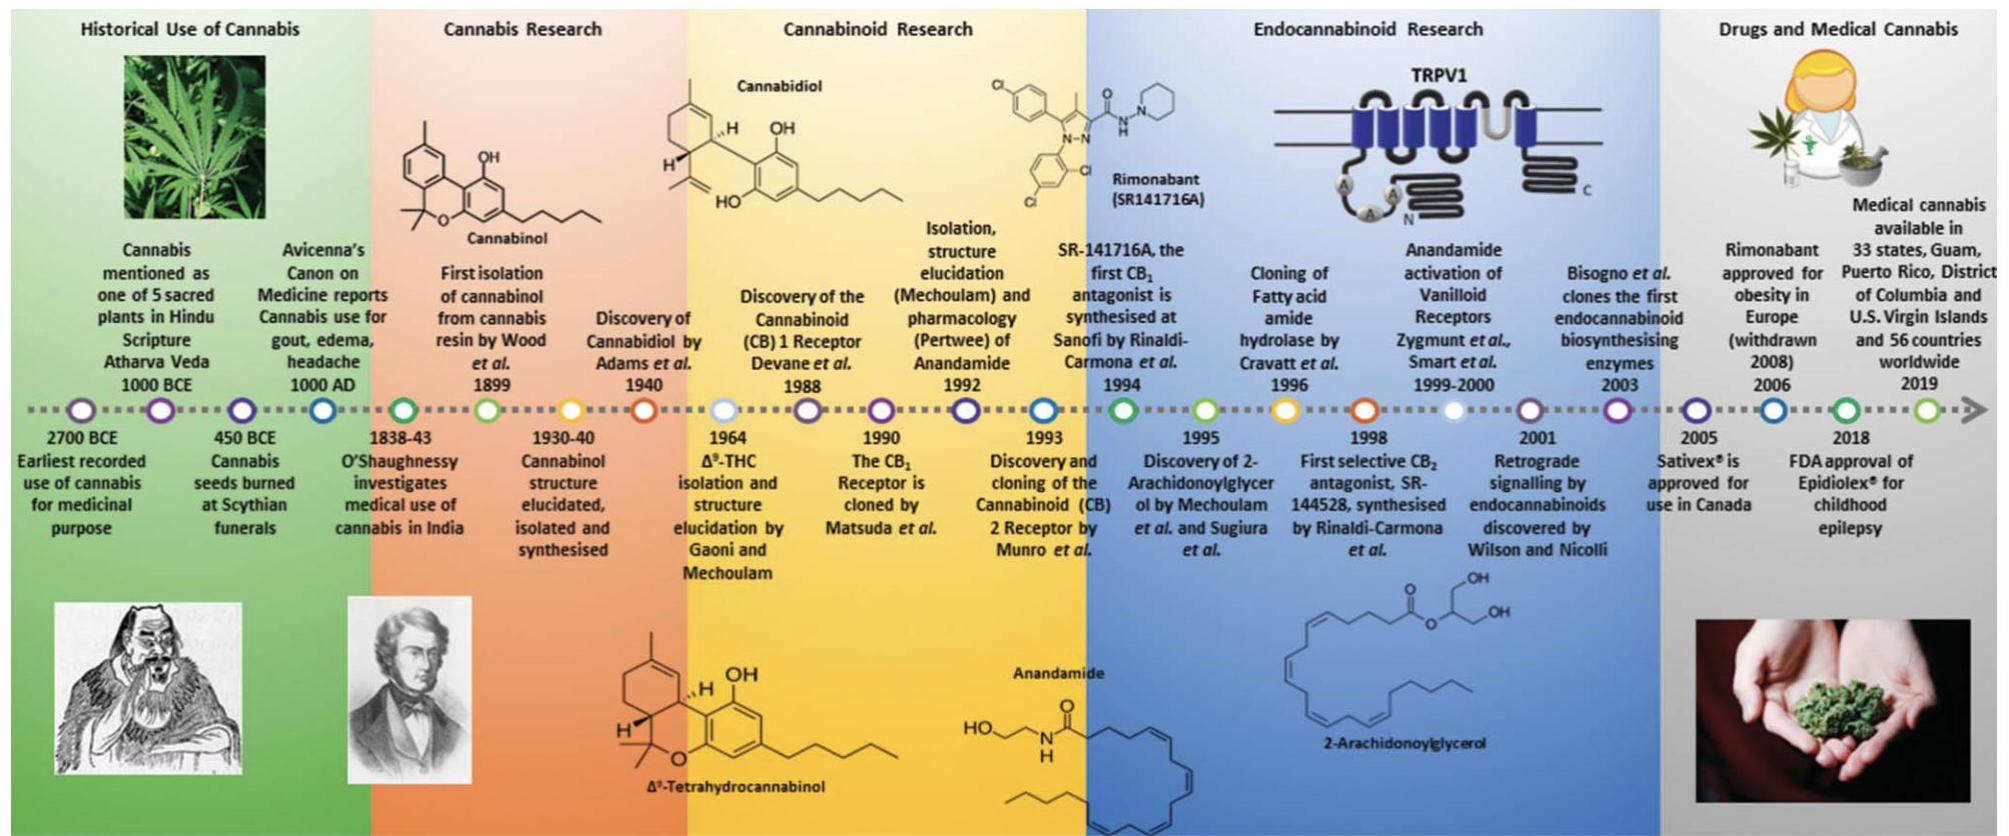 Historical Use of Cannabis
Cannabis Research
Cannabinoid Research
Endocannabinoid Research
Drugs and Medical Cannabis
Cannabinol
OH
O
Cannabidiol
H
OH
H
HO
Cl
O
N
N
H
N
N
Cl
Cl
Rimonabant
(SR141716A)
TRPV1
A
A
A
N
C
Cannabis
mentioned as
one of 5 sacred
plants in Hindu
Scripture
Atharva Veda
1000 BCE
Avicenna's
Canon on
Medicine reports
Cannabis use for
gout, edema,
headache
1000 AD
First isolation
of cannabinol
from cannabis
resin by Wood
et al.
1899
Discovery of
Cannabidiol by
Adams et al.
1940
Discovery of the
Cannabinoid
(CB) 1 Receptor
Devane et al.
1988
Isolation,
structure
elucidation
(Mechoulam) and
pharmacology
(Pertwee) of
Anandamide
1992
SR-141716A, the
first CB₁
antagonist is
synthesised at
Sanofi by Rinaldi-
Carmona et al.
1994
Cloning of
Fatty acid
amide
hydrolase by
Cravatt et al.
1996
Anandamide
activation of
Vanilloid
Receptors
Zygmunt et al.,
Smart et al.
1999-2000
Bisogno et al.
clones the first
endocannabinoid
biosynthesising
enzymes
2003
Rimonabant
approved for
obesity in
Europe
(withdrawn
2008)
2006
Medical cannabis
available in
33 states, Guam,
Puerto Rico, District
of Columbia and
U.S. Virgin Islands
and 56 countries
worldwide
2019
2700 BCE
Earliest recorded
use of cannabis
for medicinal
purpose
450 BCE
Cannabis
seeds burned
at Scythian
funerals
1838-43
O'Shaughnessy
investigates
medical use of
cannabis in India
1930-40
Cannabinol
structure
elucidated,
isolated and
synthesised
1964
Δ⁹-THC
isolation and
structure
elucidation by
Gaoni and
Mechoulam
1990
The CB₁
Receptor is
cloned by
Matsuda et al.
1993
Discovery and
cloning of the
Cannabinoid (CB)
2 Receptor by
Munro et al.
1995
Discovery of 2-
Arachidonoylglycer
ol by Mechoulam
et al. and Sugiura
et al.
1998
First selective CB₂
antagonist, SR-
144528, synthesised
by Rinaldi-Carmona
et al.
2001
Retrograde
signalling by
endocannabinoids
discovered by
Wilson and Nicolli
2005
Sativex® is
approved for
use in Canada
2018
FDA approval of
Epidiolex® for
childhood
epilepsy
H
OH
H
O
Δ⁹-Tetrahydrocannabinol
Anandamide
HO
N
H
O
O
O
OH
OH
2-Arachidonoylglycerol